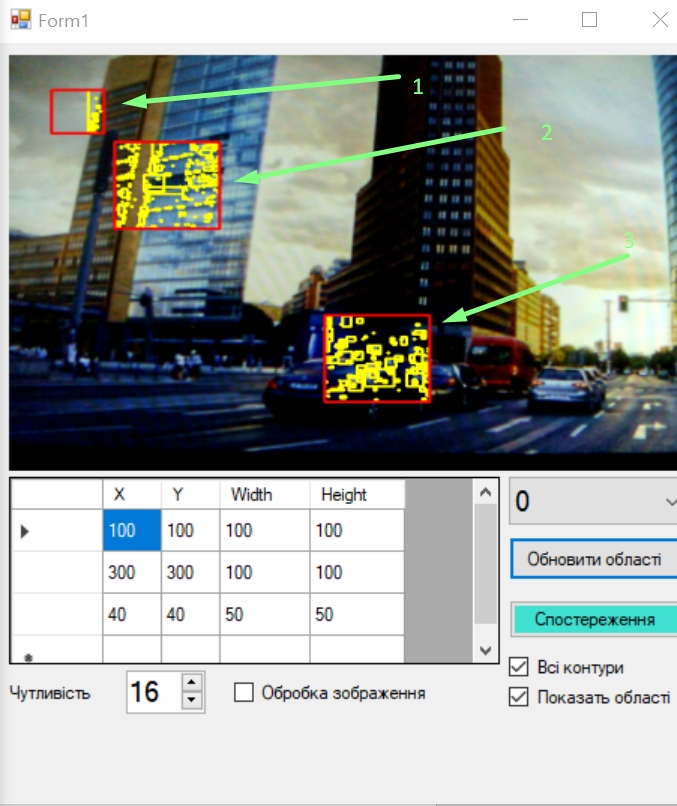 Form1
1
2
3
X Y Width Height
100 100 100 100
300 300 100 100
40 40 50 50
0
Обновити області
Спостереження
Всі контури
Показать області
Чутливість 16 Обробка зображення